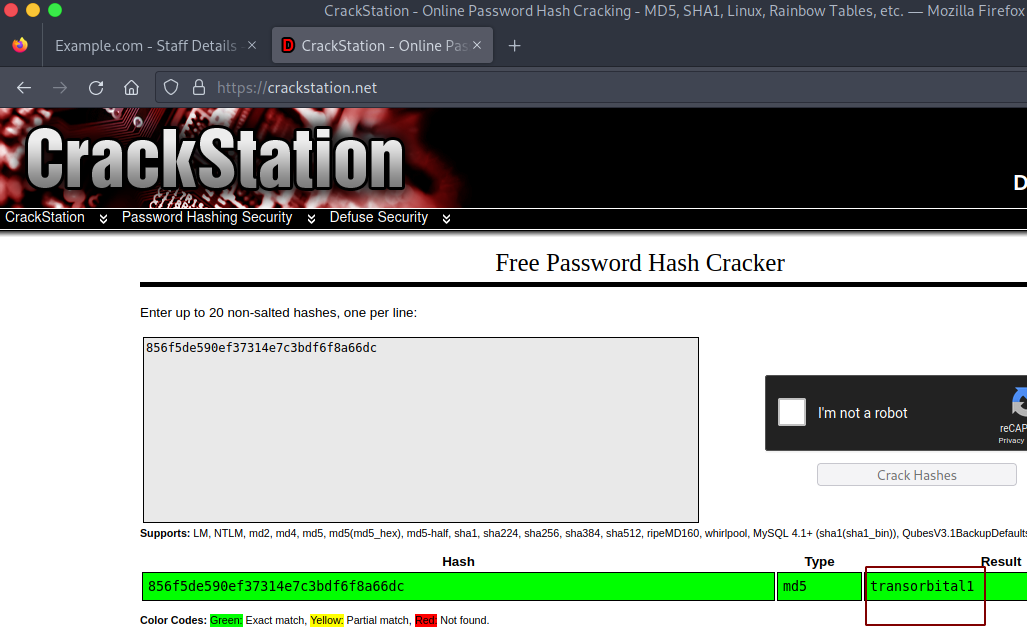 CrackStation - Online Password Hash Cracking - MD5, SHA1, Linux, Rainbow Tables, etc. — Mozilla Firefox
Example.com - Staff Details
CrackStation - Online Pas
https://crackstation.net
CrackStation
D
CrackStation Password Hashing Security Defuse Security
Free Password Hash Cracker
Enter up to 20 non-salted hashes, one per line:
856f5de590ef37314e7c3bdf6f8a66dc
I'm not a robot
reCAP
Privacy
Crack Hashes
Supports: LM, NTLM, md2, md4, md5, md5(md5_hex), md5-half, sha1, sha224, sha256, sha384, sha512, ripeMD160, whirlpool, MySQL 4.1+ (sha1(sha1_bin)), QubesV3.1BackupDefaults
Hash Type Result
856f5de590ef37314e7c3bdf6f8a66dc md5 transorbital1
Color Codes: Green: Exact match, Yellow: Partial match, Red: Not found.